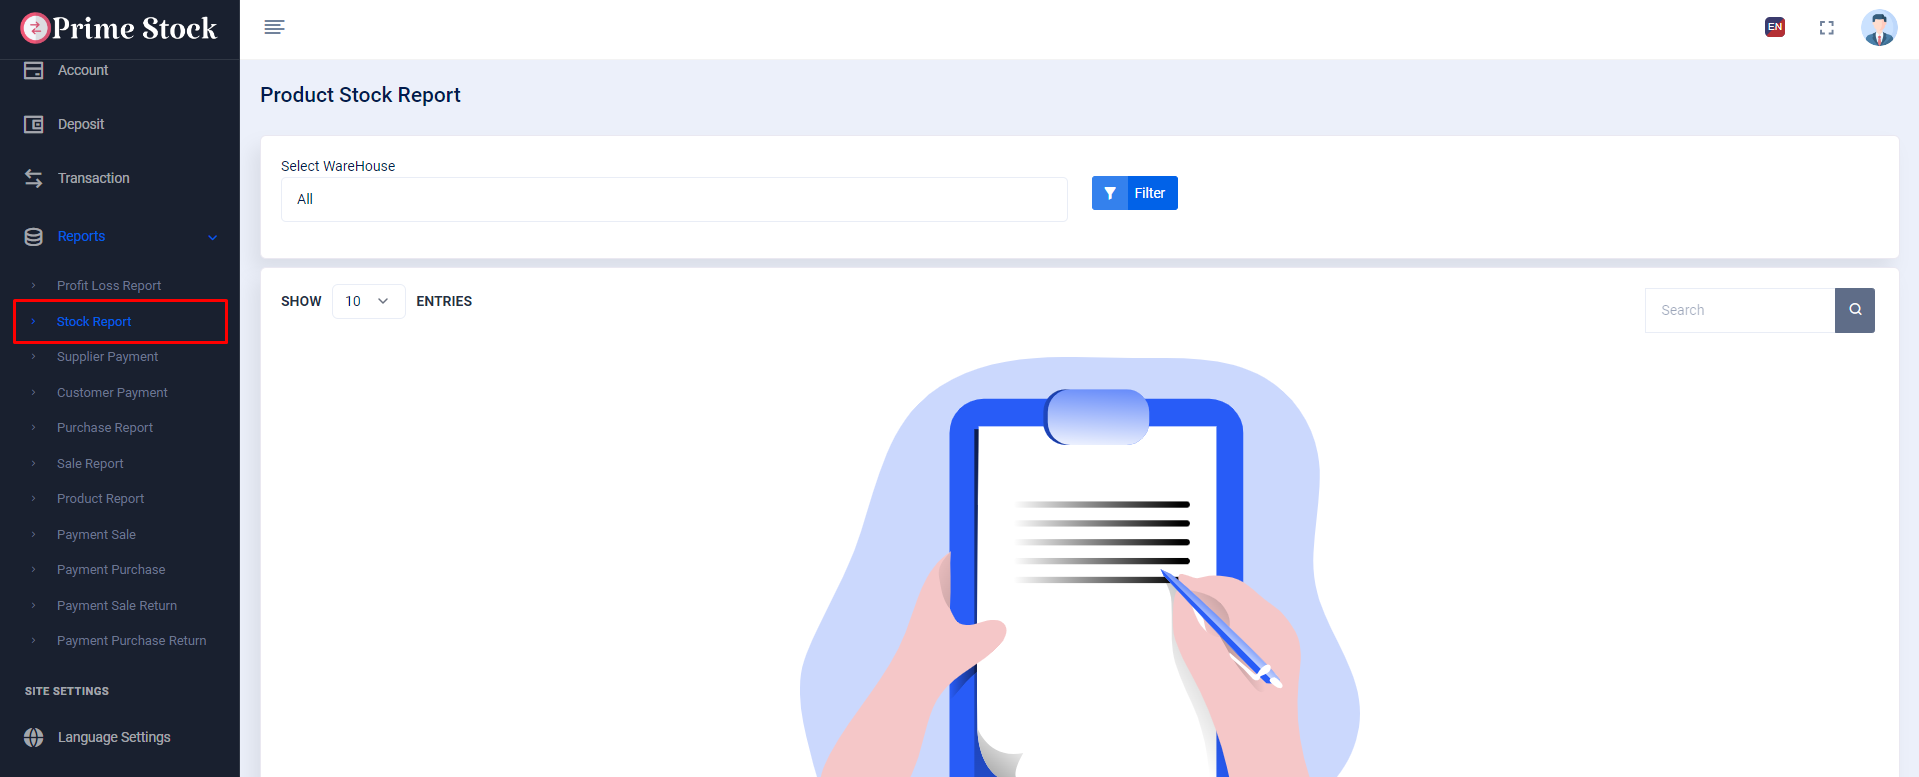 Prime Stock
EN
Account
Deposit
Transaction
Reports
Profit Loss Report
Stock Report
Supplier Payment
Customer Payment
Purchase Report
Sale Report
Product Report
Payment Sale
Payment Purchase
Payment Sale Return
Payment Purchase Return
SITE SETTINGS
Language Settings
Product Stock Report
Select WareHouse
All
Filter
SHOW 10 ENTRIES
Search